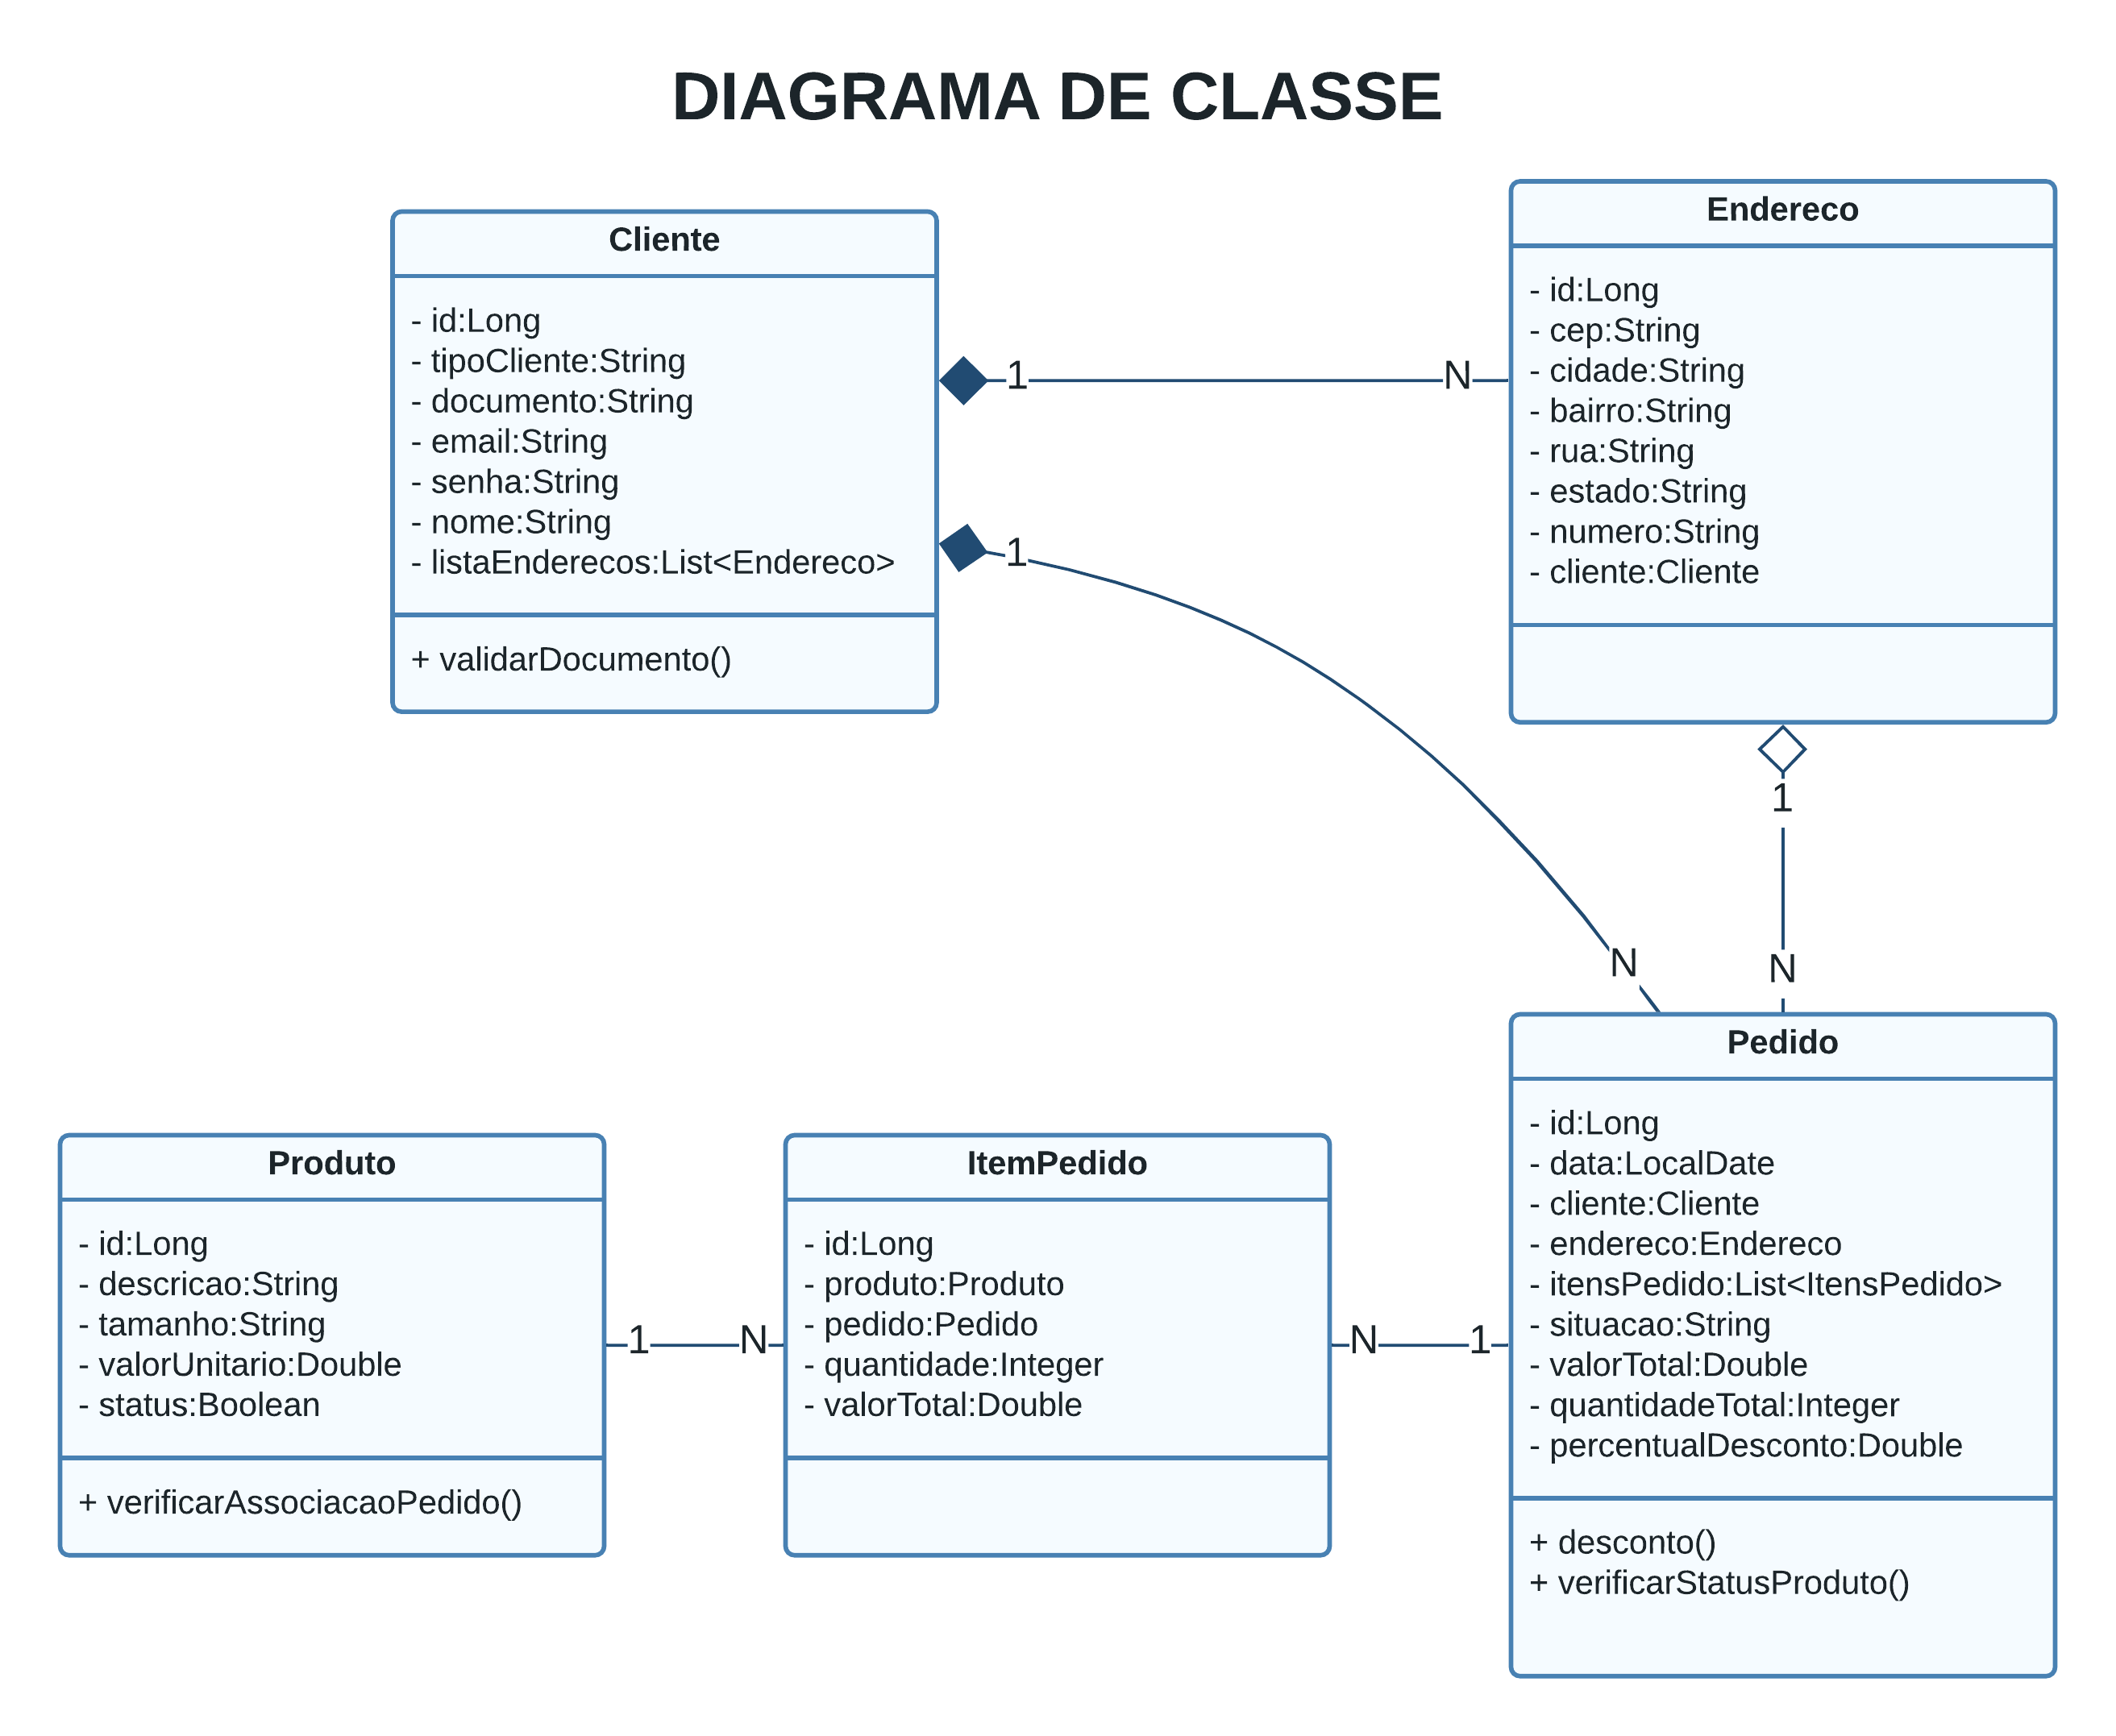 DIAGRAMA DE CLASSE
Cliente
- id:Long
- tipoCliente:String
- documento:String
- email:String
- senha:String
- nome:String
- listaEnderecos:List<Endereco>
+ validarDocumento()
1
N
1
N
Endereco
- id:Long
- cep:String
- cidade:String
- bairro:String
- rua:String
- estado:String
- numero:String
- cliente:Cliente
1
N
Produto
- id:Long
- descricao:String
- tamanho:String
- valorUnitario:Double
- status:Boolean
+ verificarAssociacaoPedido()
1
N
ItemPedido
- id:Long
- produto:Produto
- pedido:Pedido
- quantidade:Integer
- valorTotal:Double
N
1
Pedido
- id:Long
- data:LocalDate
- cliente:Cliente
- endereco:Endereco
- itensPedido:List<ItensPedido>
- situacao:String
- valorTotal:Double
- quantidadeTotal:Integer
- percentualDesconto:Double
+ desconto()
+ verificarStatusProduto()